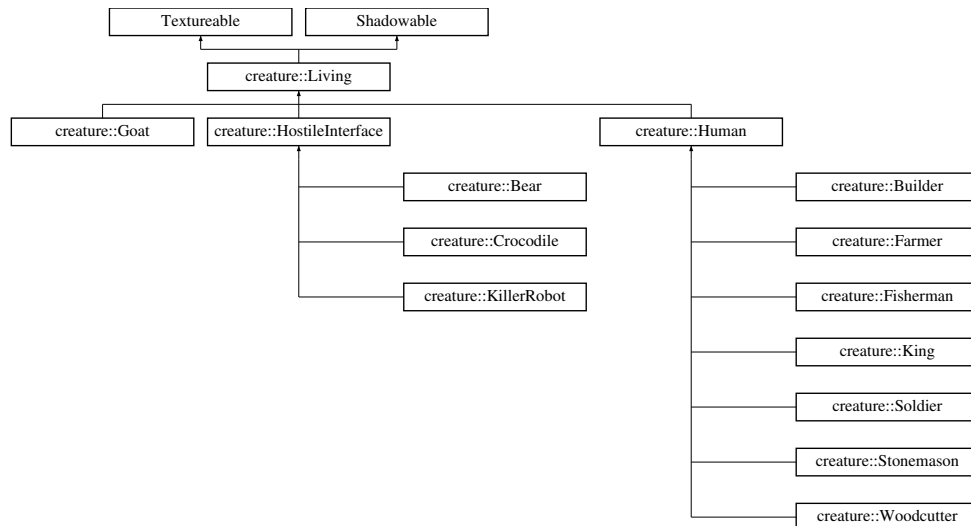 Textureable
Shadowable
creature::Living
creature::Goat
creature::HostileInterface
creature::Human
creature::Bear
creature::Builder
creature::Crocodile
creature::Farmer
creature::KillerRobot
creature::Fisherman
creature::King
creature::Soldier
creature::Stonemason
creature::Woodcutter